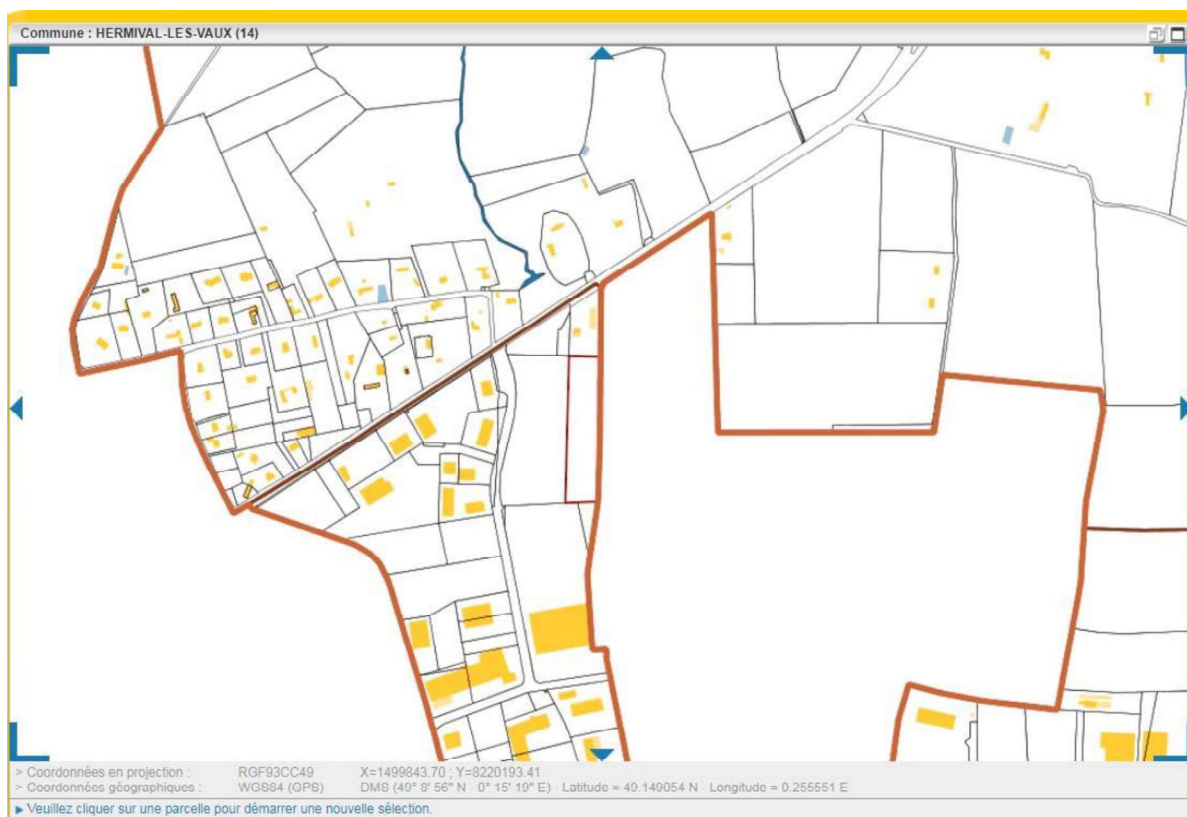 Commune : HERMIVAL-LES-VAUX (14)
> Coordonnées en projection : RGF93CC49 X=1499843.70 ; Y=8220193.41
> Coordonnées géographiques : WGS84 (GPS) DMS (49° 8' 56" N - 0° 15' 19" E) - Latitude = 49.149054 N - Longitude = 0.255551 E
Veuillez cliquer sur une parcelle pour démarrer une nouvelle sélection.